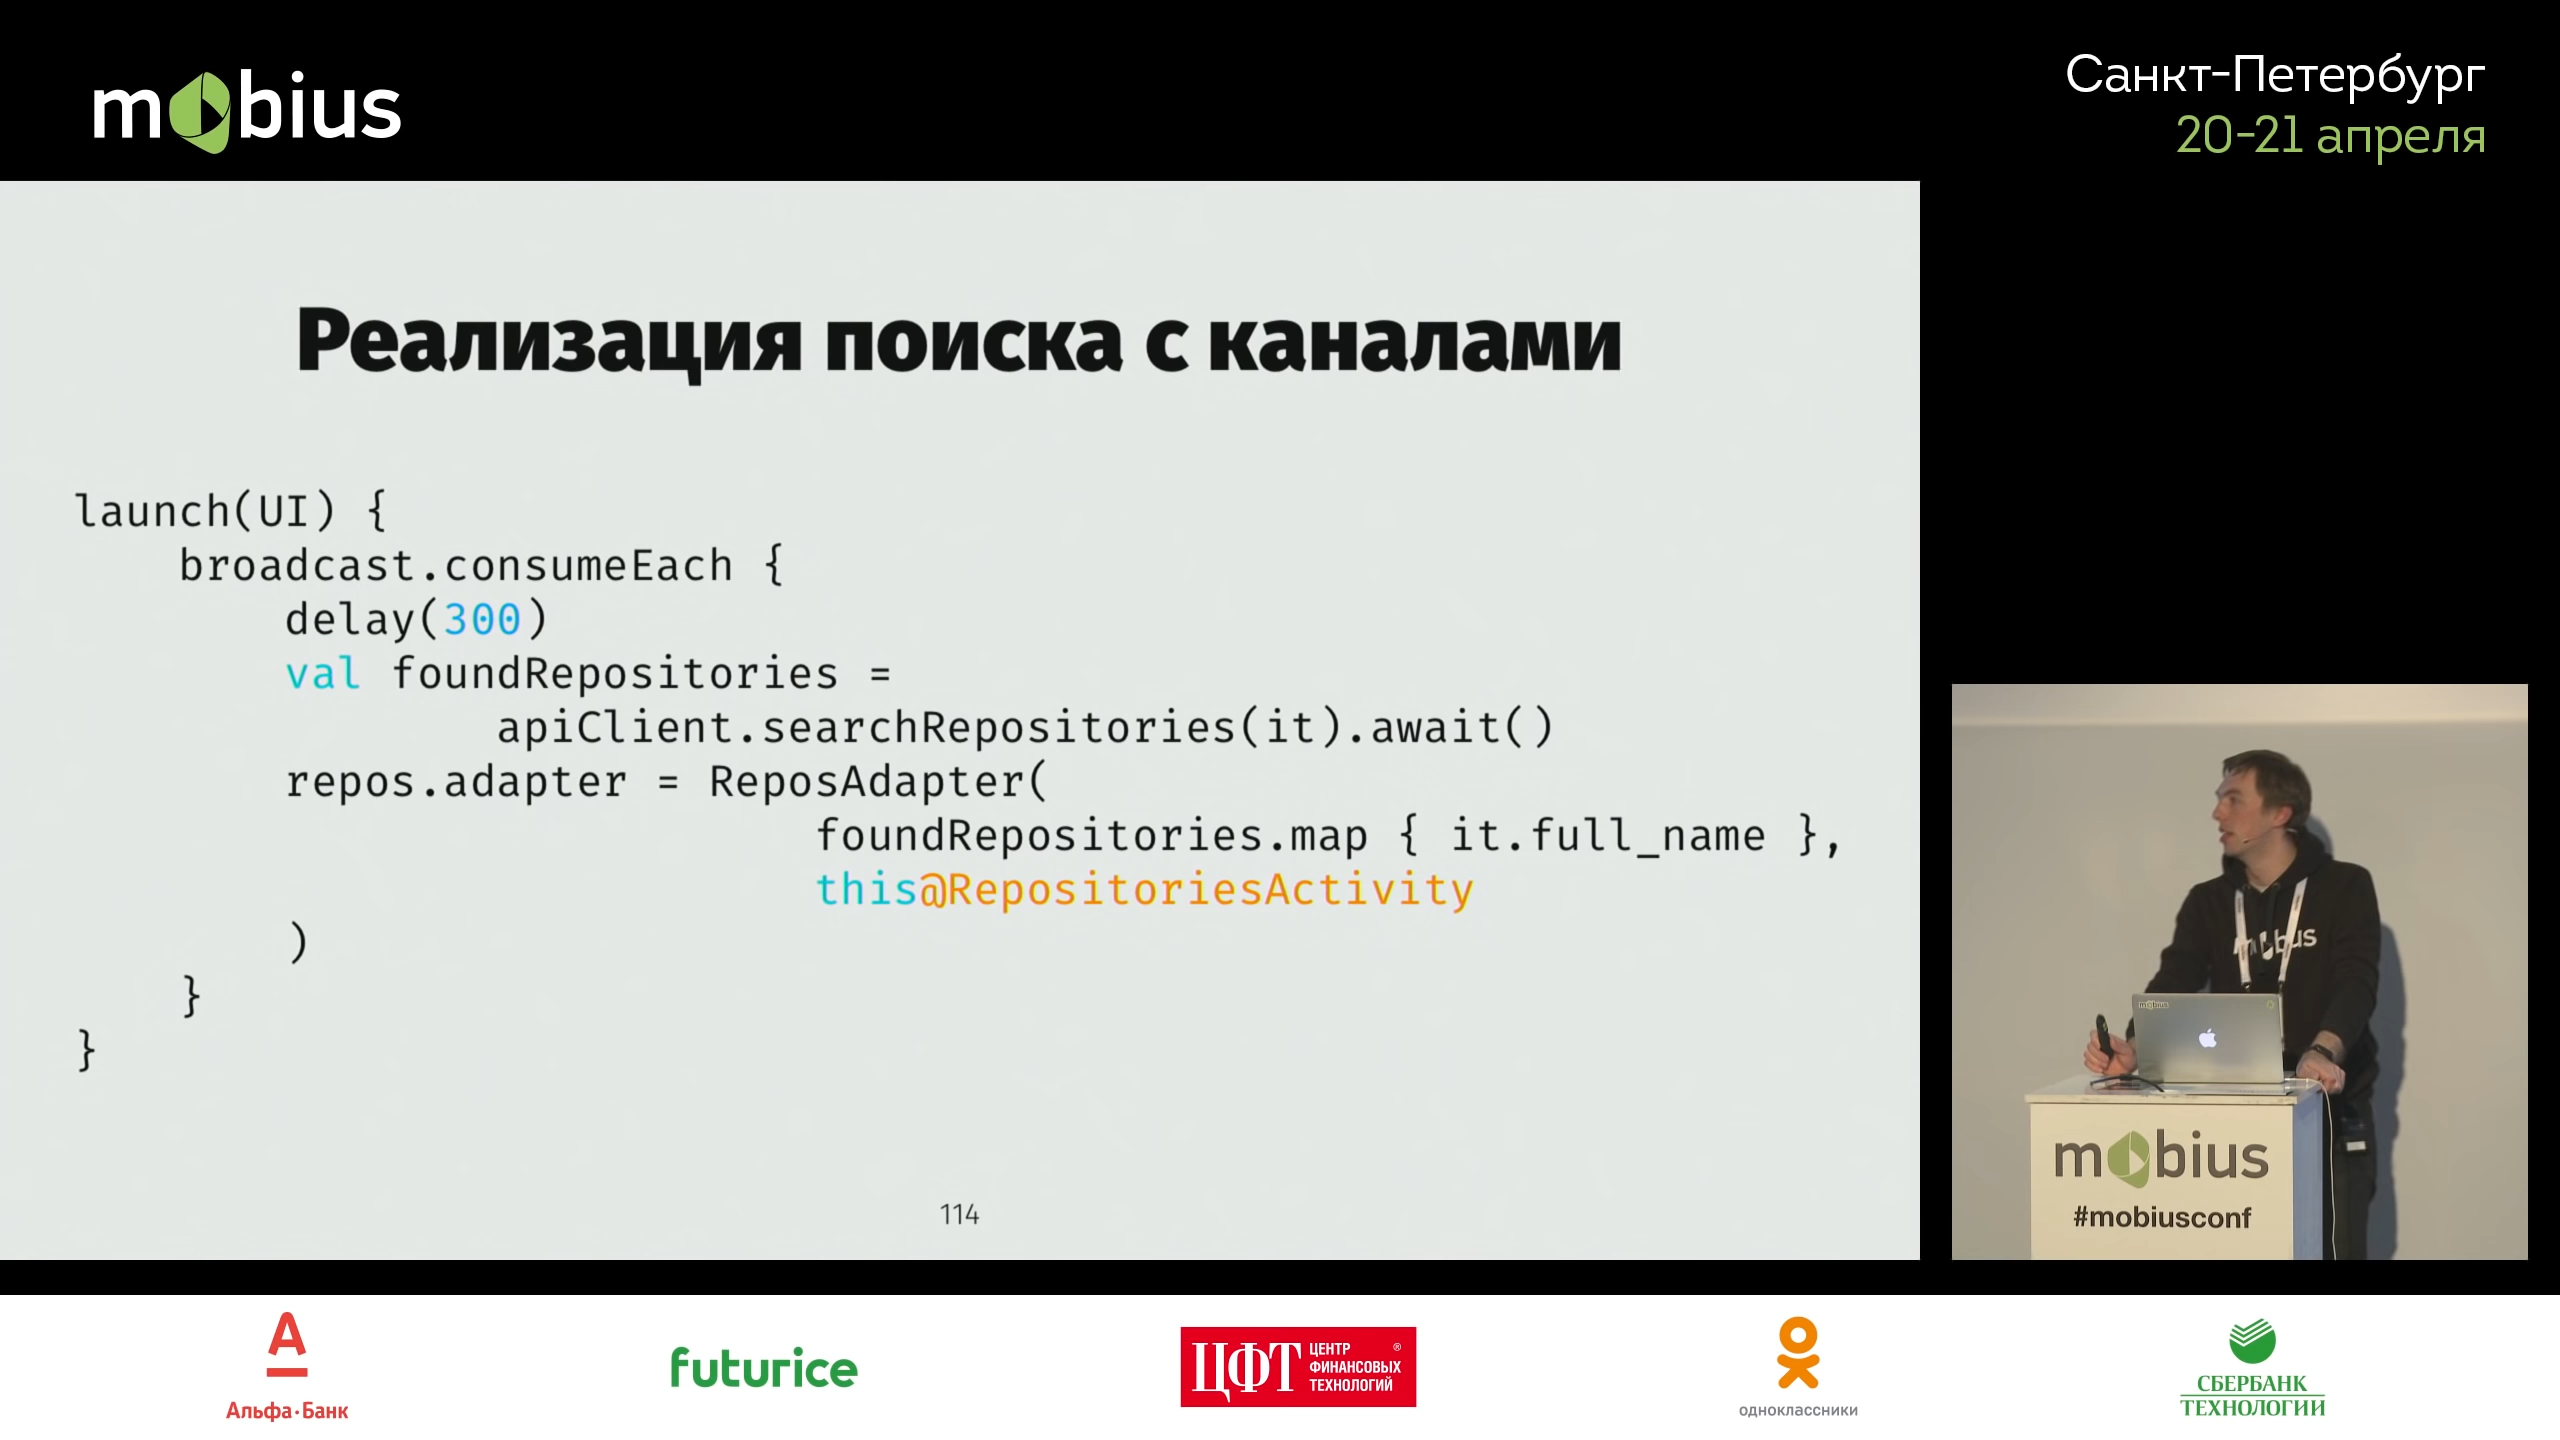 mobius
Санкт-Петербург
20-21 апреля
Реализация поиска с каналами
launch(UI) {
broadcast.consumeEach {
delay(300)
val foundRepositories =
apiClient.searchRepositories(it).await()
repos.adapter = ReposAdapter(
foundRepositories.map { it.full_name },
this@RepositoriesActivity
)
}
}
114
mobius
mobius
mobius
#mobiusconf
А
Альфа·Банк
futurice
ЦФТ ЦЕНТР ®
ФИНАНСОВЫХ
ТЕХНОЛОГИЙ
одноклассники
СБЕРБАНК
ТЕХНОЛОГИИ